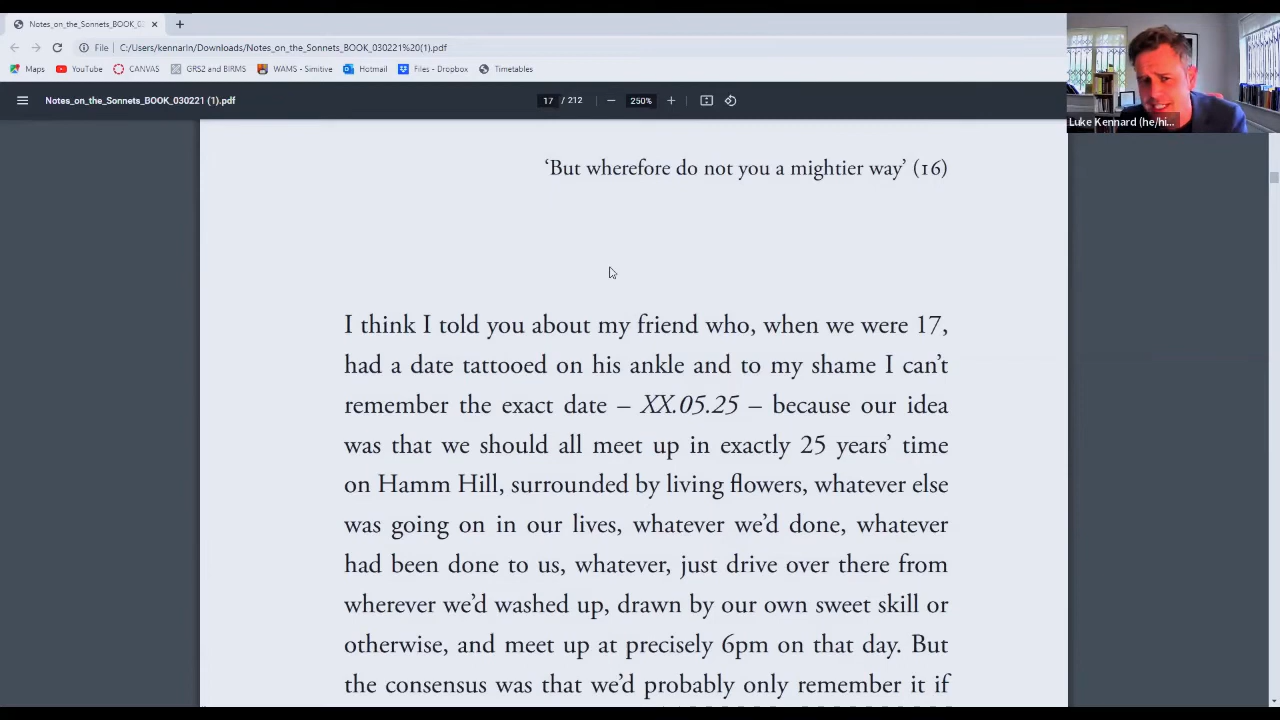 Notes_on_the_Sonnets_BOOK_03
File
C:/Users/kennarln/Downloads/Notes_on_the_Sonnets_BOOK_030221%20(1).pdf
Maps YouTube CANVAS GRS2 and BIRMS WAMS - Simitive Hotmail Files - Dropbox Timetables
Notes_on_the_Sonnets_BOOK_030221 (1).pdf
17 / 212
250%
Luke Kennard (he/hi...
‘But wherefore do not you a mightier way’ (16)
I think I told you about my friend who, when we were 17,
had a date tattooed on his ankle and to my shame I can’t
remember the exact date – XX.05.25 – because our idea
was that we should all meet up in exactly 25 years’ time
on Hamm Hill, surrounded by living flowers, whatever else
was going on in our lives, whatever we’d done, whatever
had been done to us, whatever, just drive over there from
wherever we’d washed up, drawn by our own sweet skill or
otherwise, and meet up at precisely 6pm on that day. But
the consensus was that we’d probably only remember it if